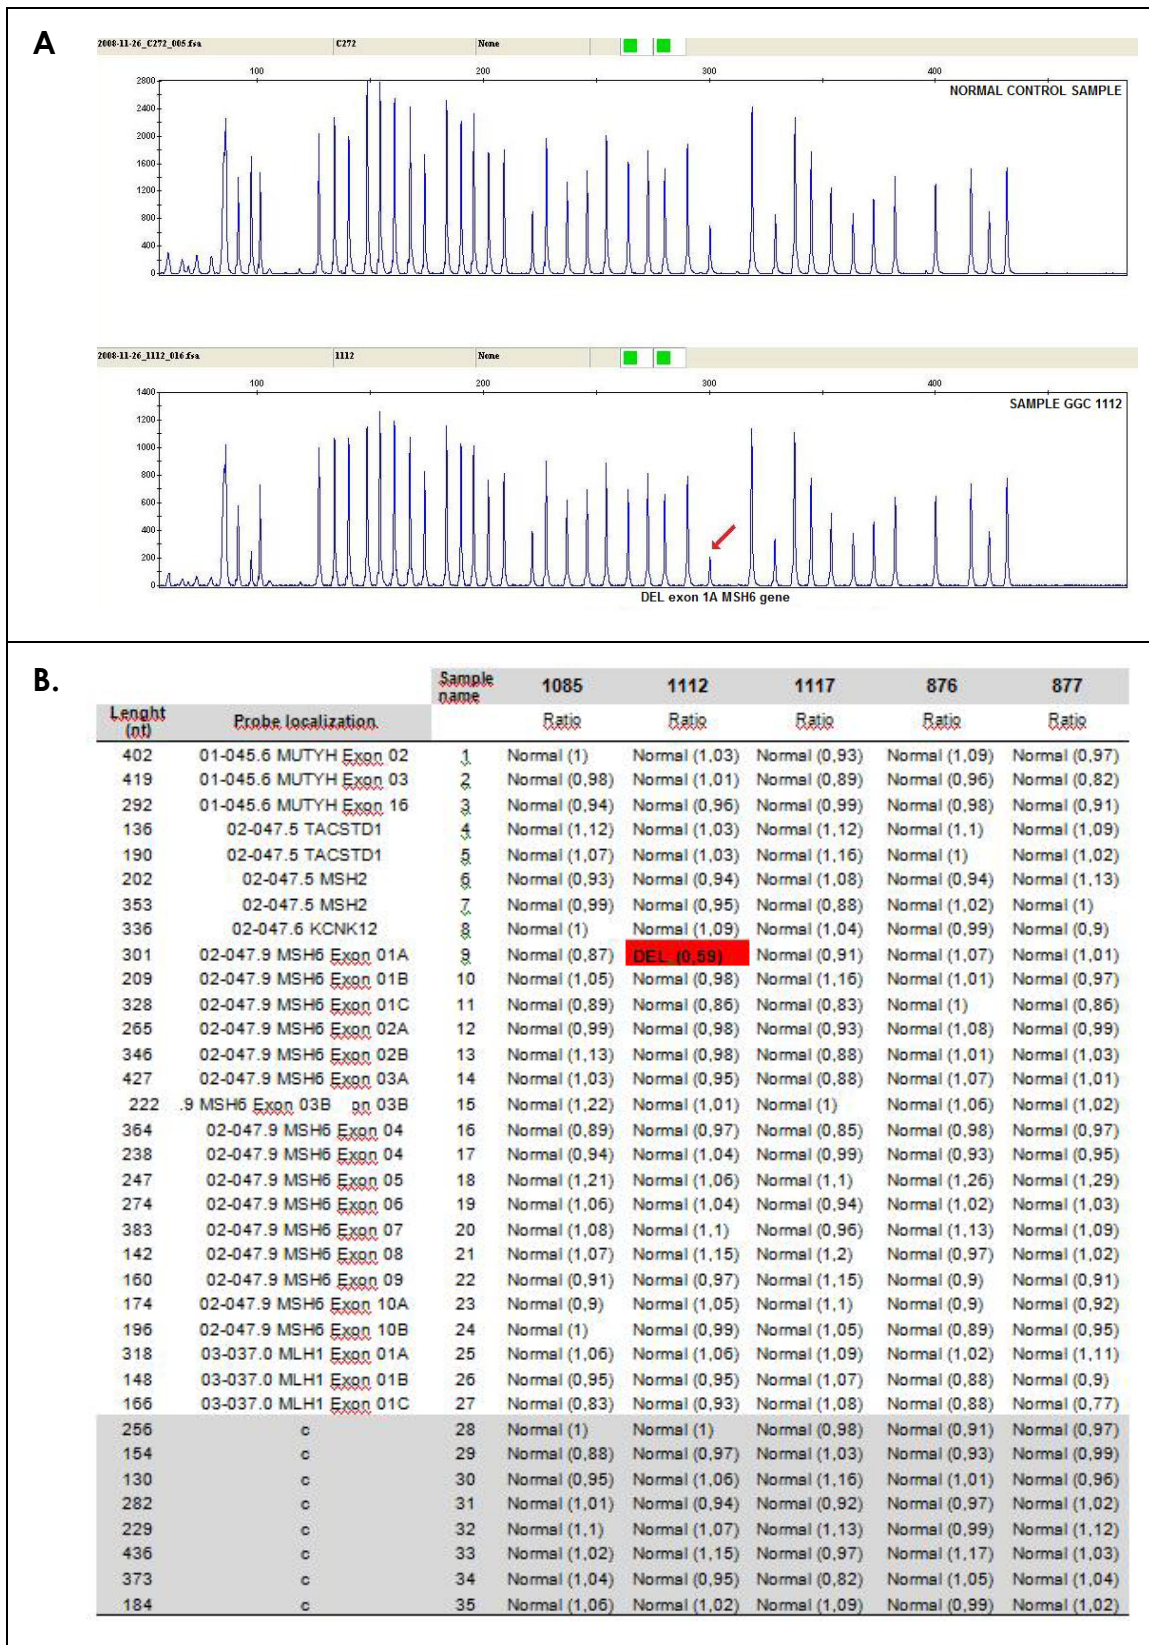 A
2008-11-26_C272_005.fsa C272 None
100 200 300 400
NORMAL CONTROL SAMPLE
2800
2400
2000
1600
1200
800
400
0
2008-11-26_1112_016.fsa 1112 None
100 200 300 400
SAMPLE GGC 1112
1400
1200
1000
800
600
400
200
0
DEL exon 1A MSH6 gene
B.
Sample name 1085 1112 1117 876 877
Lenght (nt) Probe localization Ratio Ratio Ratio Ratio Ratio
402 01-045.6 MUTYH Exon 02 1 Normal (1) Normal (1,03) Normal (0,93) Normal (1,09) Normal (0,97)
419 01-045.6 MUTYH Exon 03 2 Normal (0,98) Normal (1,01) Normal (0,89) Normal (0,96) Normal (0,82)
292 01-045.6 MUTYH Exon 16 3 Normal (0,94) Normal (0,96) Normal (0,99) Normal (0,98) Normal (0,91)
136 02-047.5 TACSTD1 4 Normal (1,12) Normal (1,03) Normal (1,12) Normal (1,1) Normal (1,09)
190 02-047.5 TACSTD1 5 Normal (1,07) Normal (1,03) Normal (1,16) Normal (1) Normal (1,02)
202 02-047.5 MSH2 6 Normal (0,93) Normal (0,94) Normal (1,08) Normal (0,94) Normal (1,13)
353 02-047.5 MSH2 7 Normal (0,99) Normal (0,95) Normal (0,88) Normal (1,02) Normal (1)
336 02-047.6 KCNK12 8 Normal (1) Normal (1,09) Normal (1,04) Normal (0,99) Normal (0,9)
301 02-047.9 MSH6 Exon 01A 9 Normal (0,87) DEL (0,59) Normal (0,91) Normal (1,07) Normal (1,01)
209 02-047.9 MSH6 Exon 01B 10 Normal (1,05) Normal (0,98) Normal (1,16) Normal (1,01) Normal (0,97)
328 02-047.9 MSH6 Exon 01C 11 Normal (0,89) Normal (0,86) Normal (0,83) Normal (1) Normal (0,86)
265 02-047.9 MSH6 Exon 02A 12 Normal (0,99) Normal (0,98) Normal (0,93) Normal (1,08) Normal (0,99)
346 02-047.9 MSH6 Exon 02B 13 Normal (1,13) Normal (0,98) Normal (0,88) Normal (1,01) Normal (1,03)
427 02-047.9 MSH6 Exon 03A 14 Normal (1,03) Normal (0,95) Normal (0,88) Normal (1,07) Normal (1,01)
222 .9 MSH6 Exon 03B on 03B 15 Normal (1,22) Normal (1,01) Normal (1) Normal (1,06) Normal (1,02)
364 02-047.9 MSH6 Exon 04 16 Normal (0,89) Normal (0,97) Normal (0,85) Normal (0,98) Normal (0,97)
238 02-047.9 MSH6 Exon 04 17 Normal (0,94) Normal (1,04) Normal (0,99) Normal (0,93) Normal (0,95)
247 02-047.9 MSH6 Exon 05 18 Normal (1,21) Normal (1,06) Normal (1,1) Normal (1,26) Normal (1,29)
274 02-047.9 MSH6 Exon 06 19 Normal (1,06) Normal (1,04) Normal (0,94) Normal (1,02) Normal (1,03)
383 02-047.9 MSH6 Exon 07 20 Normal (1,08) Normal (1,1) Normal (0,96) Normal (1,13) Normal (1,09)
142 02-047.9 MSH6 Exon 08 21 Normal (1,07) Normal (1,15) Normal (1,2) Normal (0,97) Normal (1,02)
160 02-047.9 MSH6 Exon 09 22 Normal (0,91) Normal (0,97) Normal (1,15) Normal (0,9) Normal (0,91)
174 02-047.9 MSH6 Exon 10A 23 Normal (0,9) Normal (1,05) Normal (1,1) Normal (0,9) Normal (0,92)
196 02-047.9 MSH6 Exon 10B 24 Normal (1) Normal (0,99) Normal (1,05) Normal (0,89) Normal (0,95)
318 03-037.0 MLH1 Exon 01A 25 Normal (1,06) Normal (1,06) Normal (1,09) Normal (1,02) Normal (1,11)
148 03-037.0 MLH1 Exon 01B 26 Normal (0,95) Normal (0,95) Normal (1,07) Normal (0,88) Normal (0,9)
166 03-037.0 MLH1 Exon 01C 27 Normal (0,83) Normal (0,93) Normal (1,08) Normal (0,88) Normal (0,77)
256 c 28 Normal (1) Normal (1) Normal (0,98) Normal (0,91) Normal (0,97)
154 c 29 Normal (0,88) Normal (0,97) Normal (1,03) Normal (0,93) Normal (0,99)
130 c 30 Normal (0,95) Normal (1,06) Normal (1,16) Normal (1,01) Normal (0,96)
282 c 31 Normal (1,01) Normal (0,94) Normal (0,92) Normal (0,97) Normal (1,02)
229 c 32 Normal (1,1) Normal (1,07) Normal (1,13) Normal (0,99) Normal (1,12)
436 c 33 Normal (1,02) Normal (1,15) Normal (0,97) Normal (1,17) Normal (1,03)
373 c 34 Normal (1,04) Normal (0,95) Normal (0,82) Normal (1,05) Normal (1,04)
184 c 35 Normal (1,06) Normal (1,02) Normal (1,09) Normal (0,99) Normal (1,02)